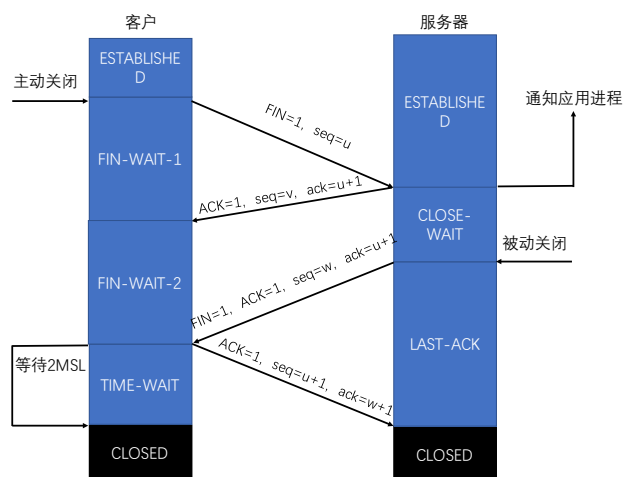 客户
服务器
ESTABLISHE
D
主动关闭
FIN=1, seq=u
ESTABLISHE
D
通知应用进程
FIN-WAIT-1
ACK=1, seq=v, ack=u+1
CLOSE-
WAIT
被动关闭
FIN-WAIT-2
FIN=1, ACK=1, seq=w, ack=u+1
LAST-ACK
ACK=1, seq=u+1, ack=w+1
等待2MSL
TIME-WAIT
CLOSED
CLOSED